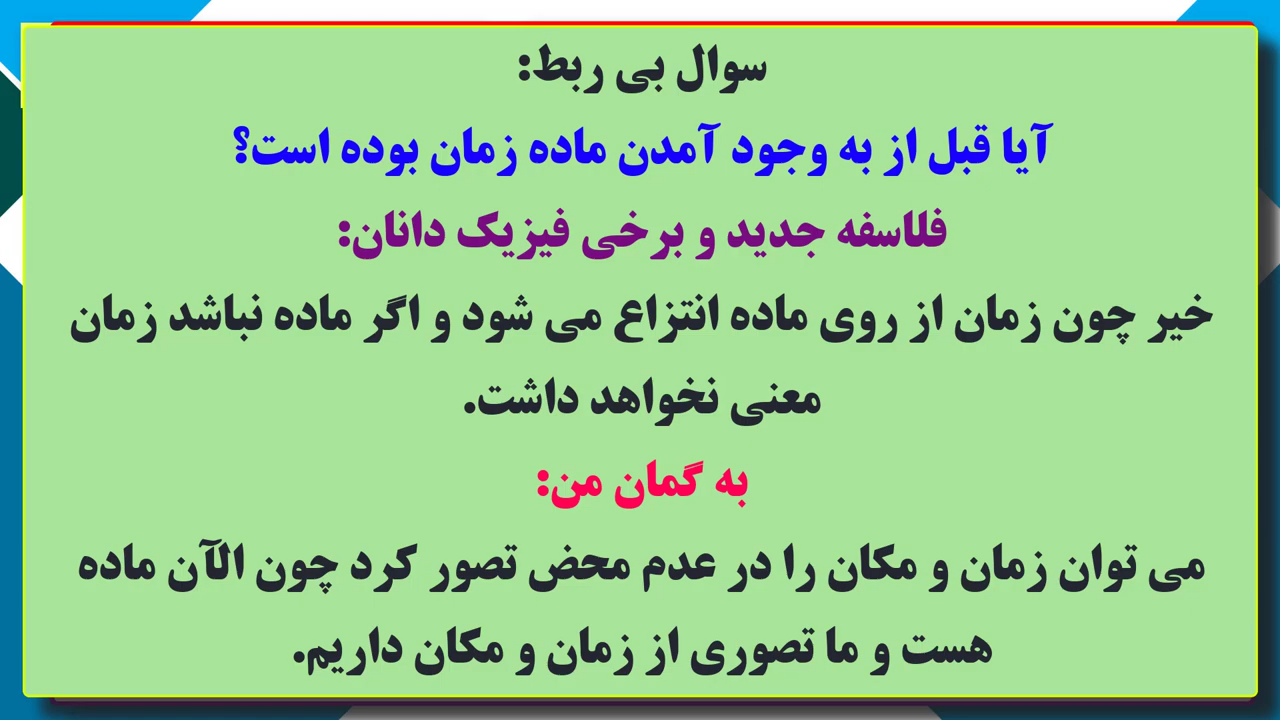 سوال بی ربط:
آیا قبل از به وجود آمدن ماده زمان بوده است؟
فلاسفه جدید و برخی فیزیک دانان:
خیر چون زمان از روی ماده انتزاع می شود و اگر ماده نباشد زمان
معنی نخواهد داشت.
به گمان من:
می توان زمان و مکان را در عدم محض تصور کرد چون الآن ماده
هست و ما تصوری از زمان و مکان داریم.